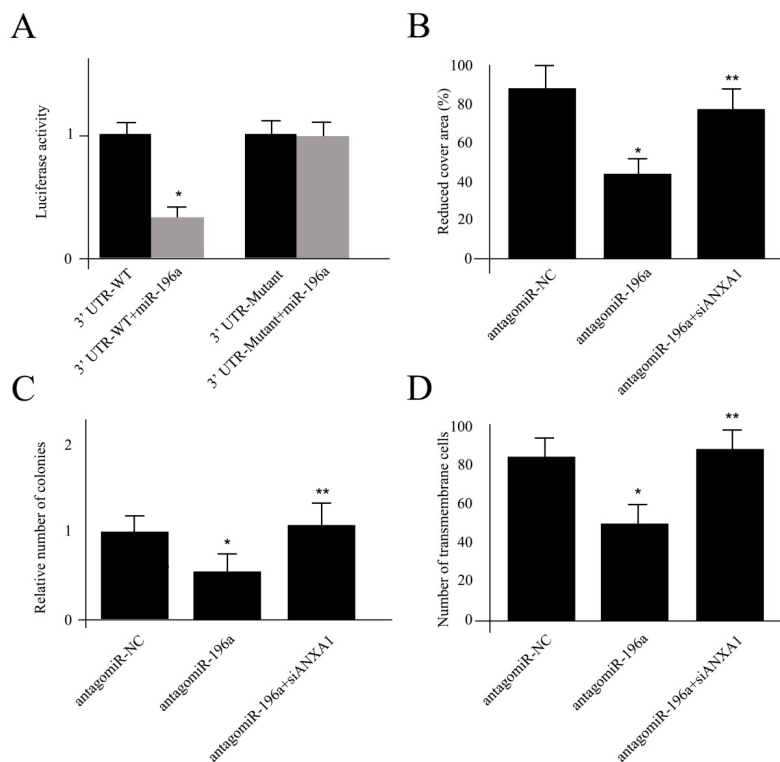 A
Luciferase activity
1
0
*
3’ UTR-WT
3’ UTR-WT+miR-196a
3’ UTR-Mutant
3’ UTR-Mutant+miR-196a
B
Reduced cover area (%)
100
80
60
40
20
0
*
**
antagomiR-NC
antagomiR-196a
antagomiR-196a+siANXA1
C
Relative number of colonies
2
1
0
*
**
antagomiR-NC
antagomiR-196a
antagomiR-196a+siANXA1
D
Number of transmembrane cells
100
80
60
40
20
0
*
**
antagomiR-NC
antagomiR-196a
antagomiR-196a+siANXA1